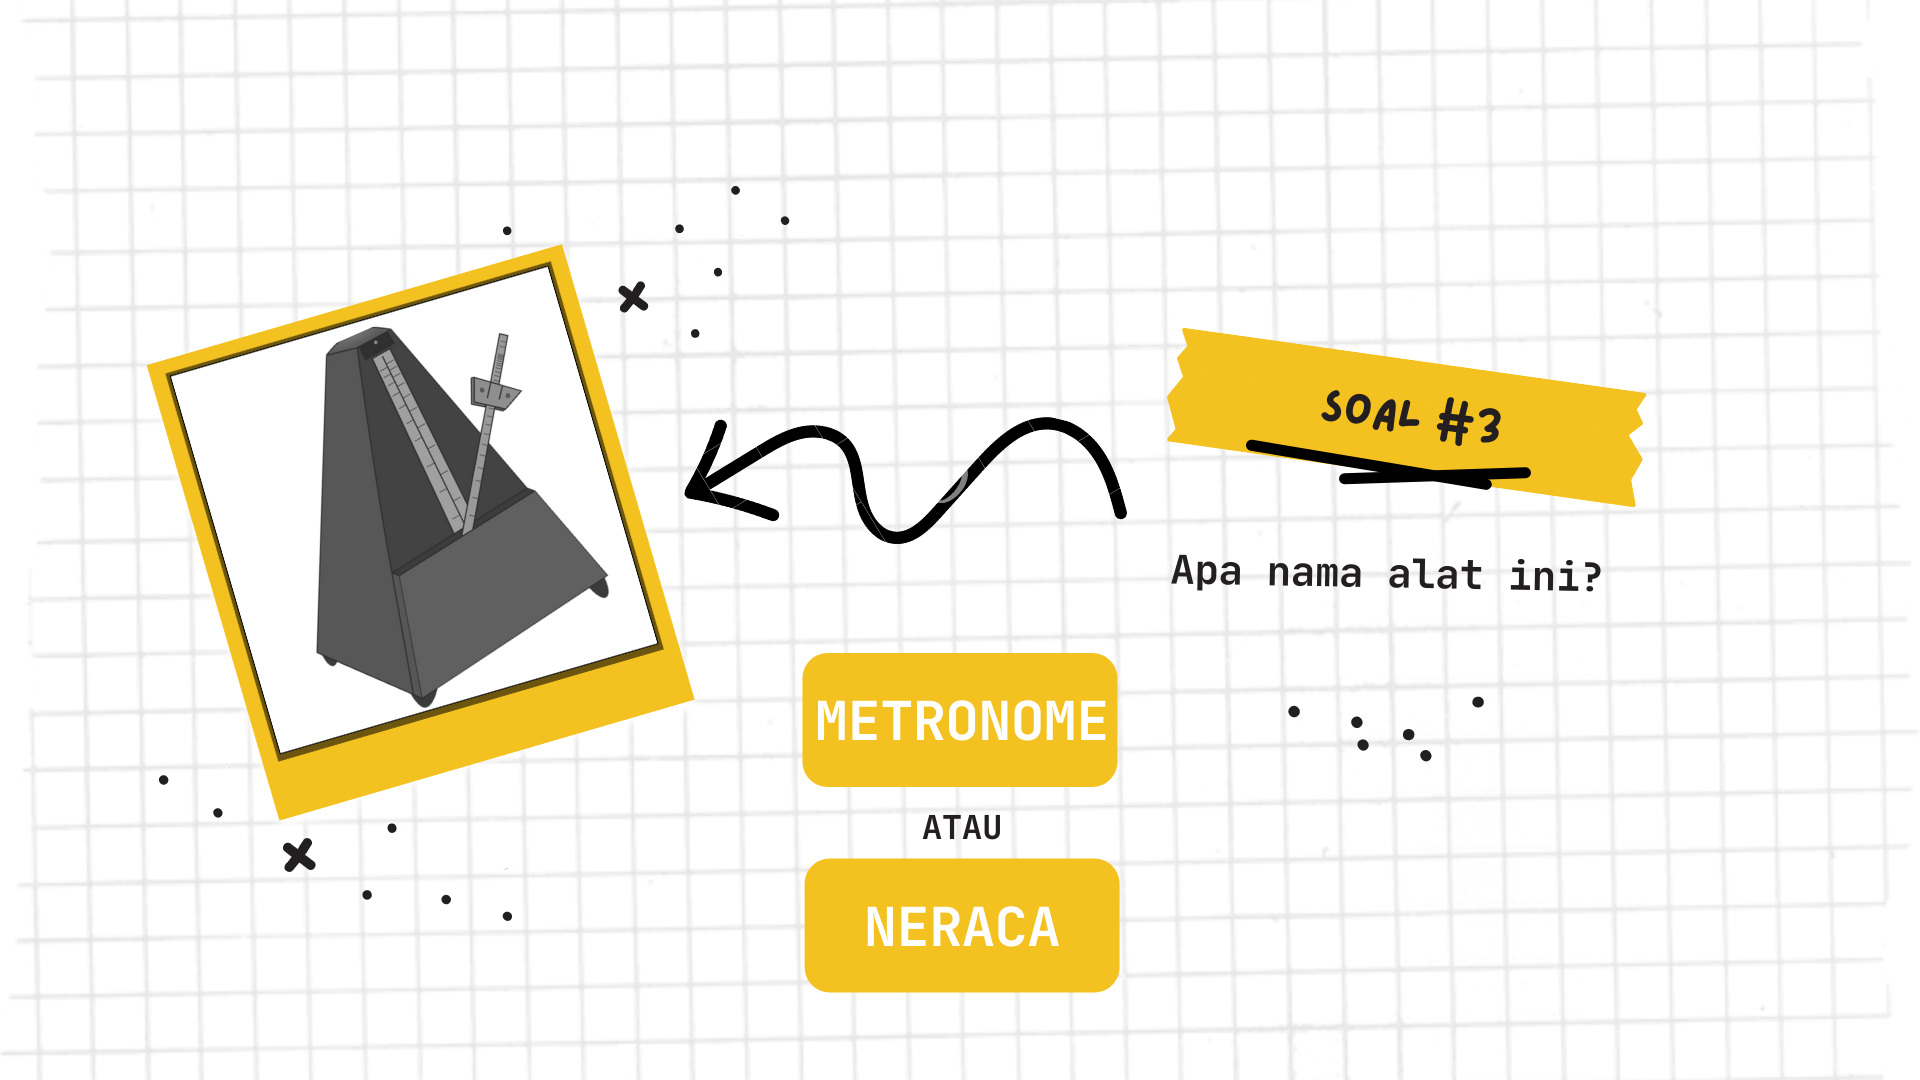 SOAL #3
Apa nama alat ini?
METRONOME
ATAU
NERACA